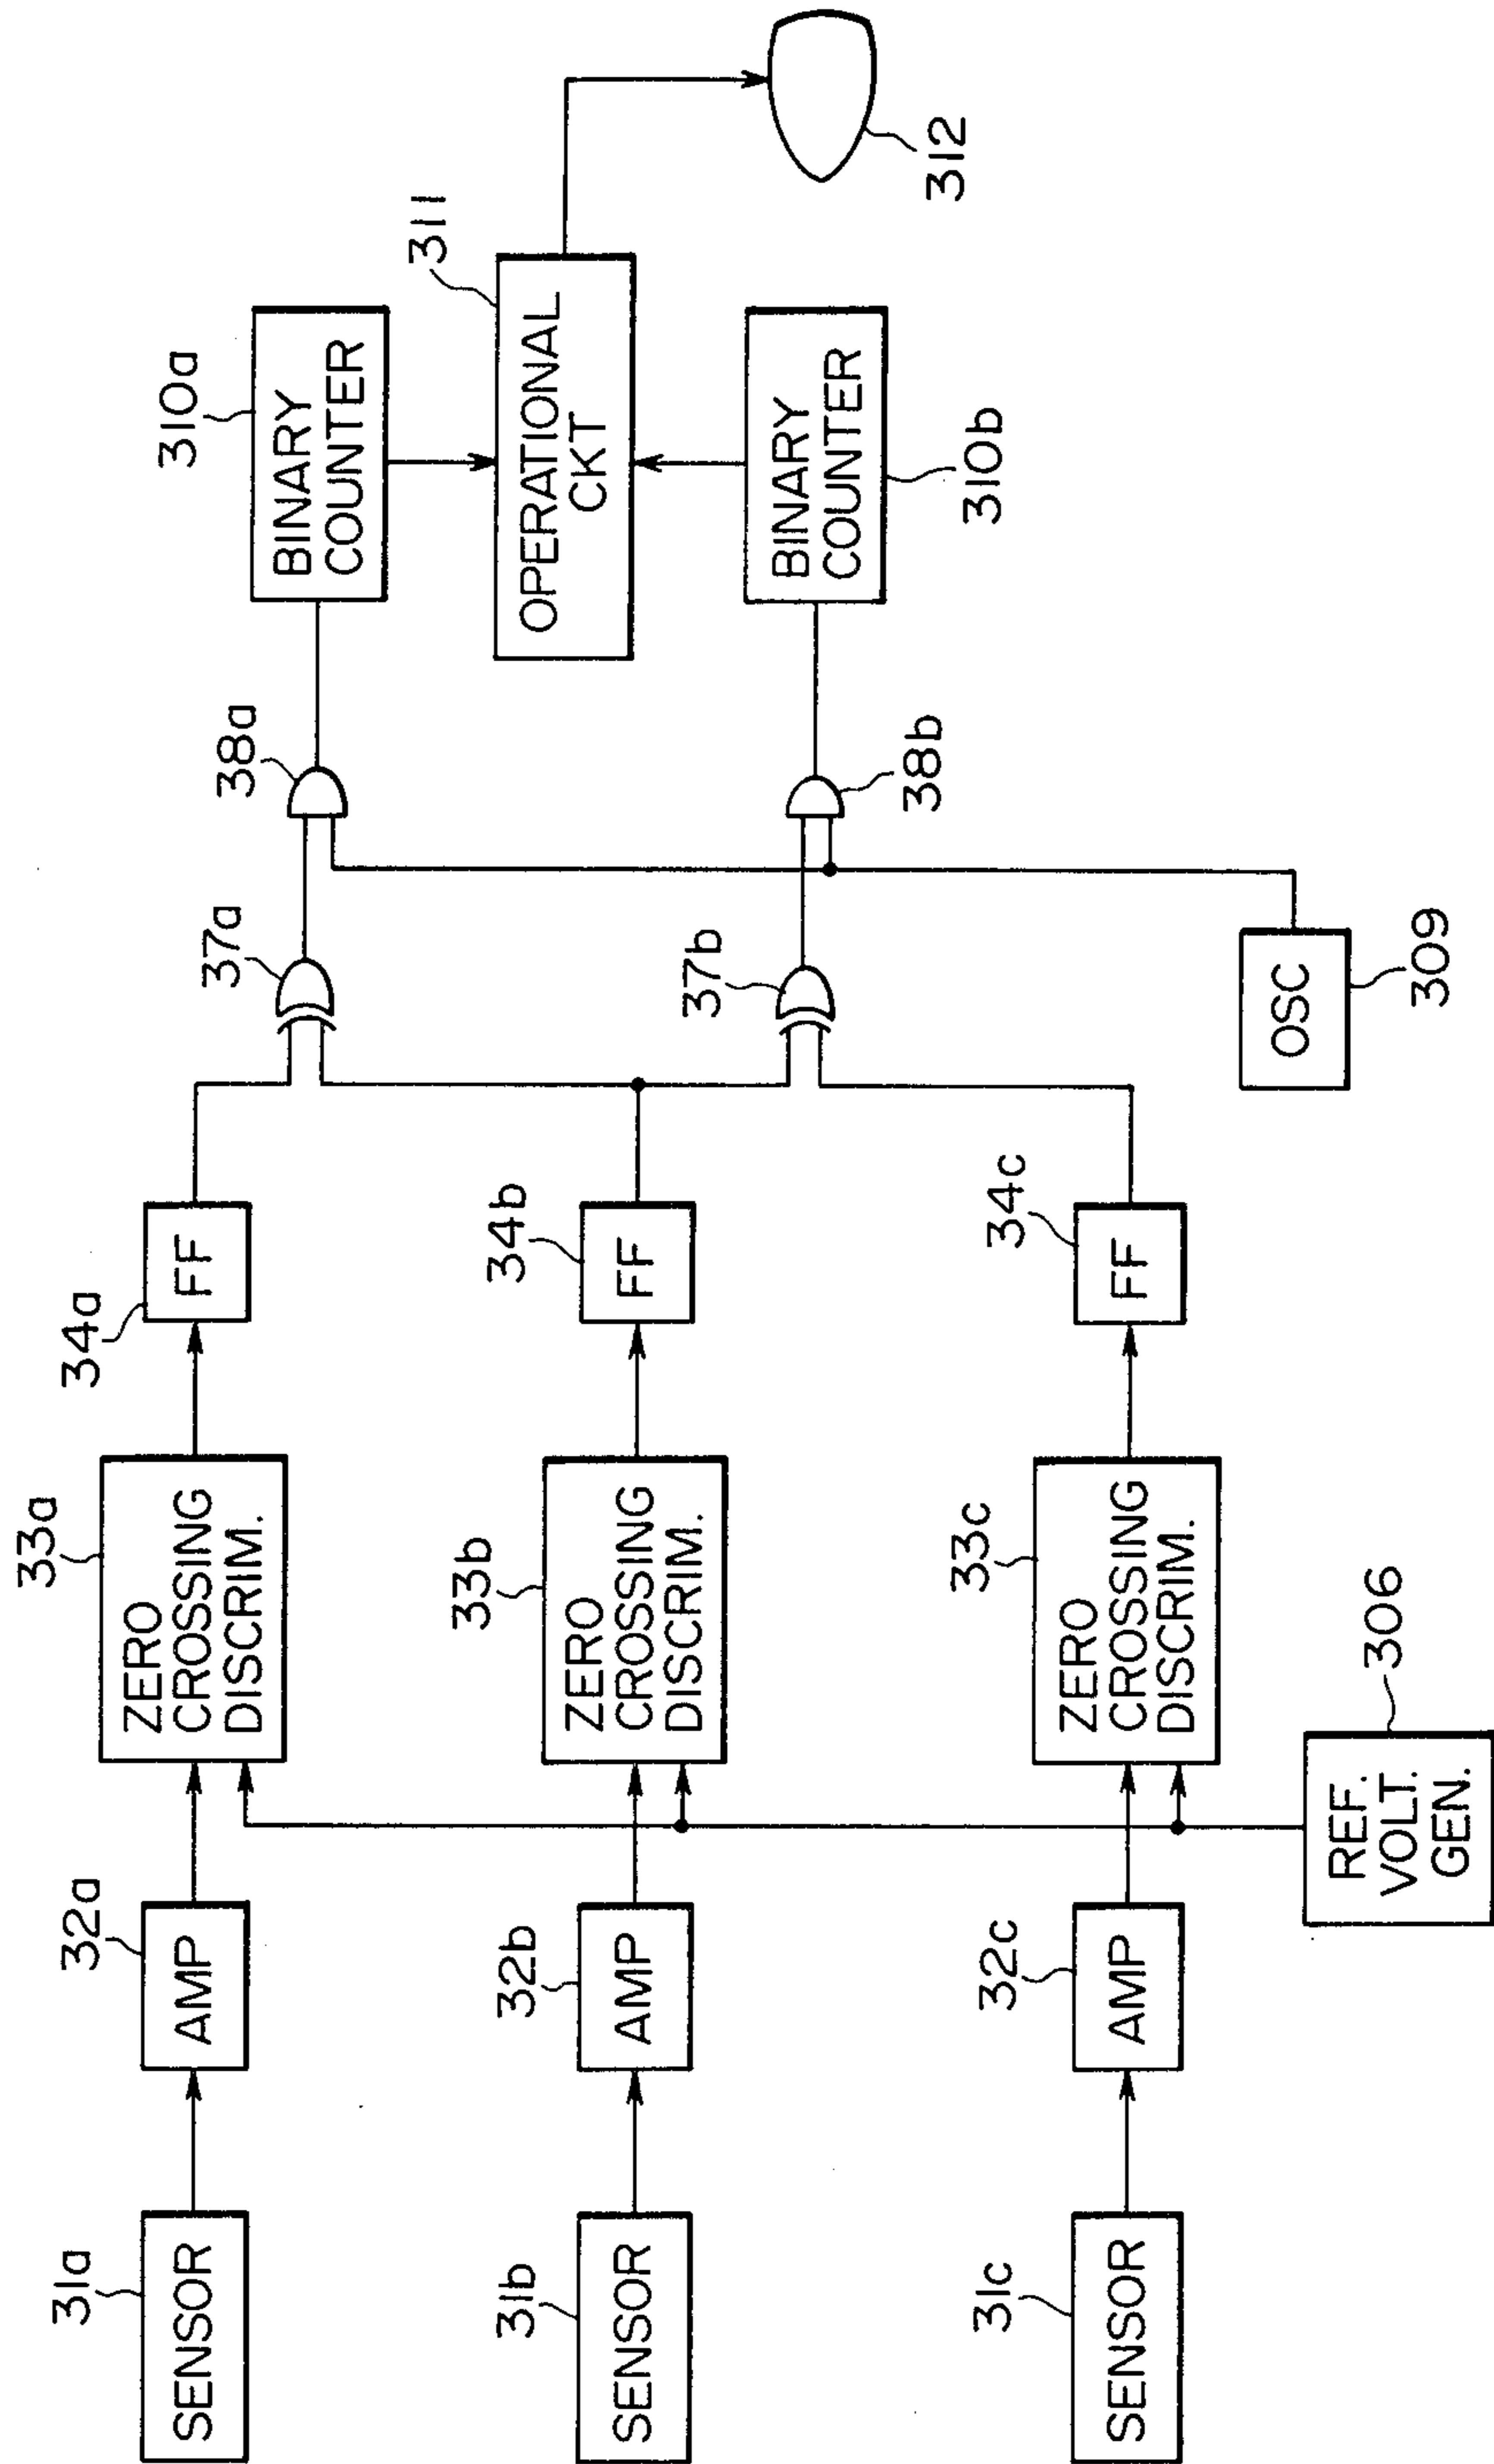 31a
SENSOR
32a
AMP
33a
ZERO
CROSSING
DISCRIM.
34a
FF
37a
38a
310a
BINARY
COUNTER
311
OPERATIONAL
CKT
312
31b
SENSOR
32b
AMP
33b
ZERO
CROSSING
DISCRIM.
34b
FF
37b
38b
BINARY
COUNTER
310b
31c
SENSOR
32c
AMP
33c
ZERO
CROSSING
DISCRIM.
34c
FF
REF.
VOLT.
GEN.
306
OSC
309